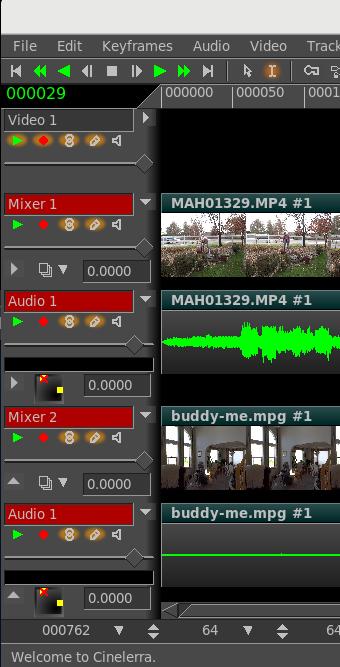 File Edit Keyframes Audio Video Track
000029 000000 000050 0001
Video 1
Mixer 1 MAH01329.MP4 #1
0.0000
Audio 1 MAH01329.MP4 #1
0.0000
Mixer 2 buddy-me.mpg #1
0.0000
Audio 1 buddy-me.mpg #1
0.0000
000762 64 64
Welcome to Cinelerra.